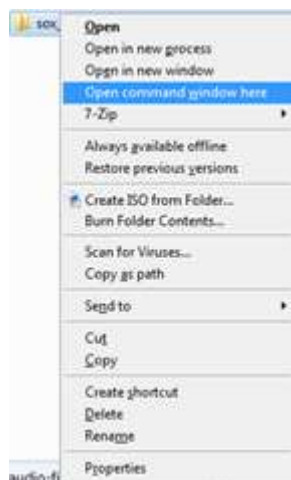 sox
Open
Open in new process
Open in new window
Open command window here
7-Zip
Always available offline
Restore previous versions
Create ISO from Folder...
Burn Folder Contents...
Scan for Viruses...
Copy as path
Send to
Cut
Copy
Create shortcut
Delete
Rename
Properties
audio-fi